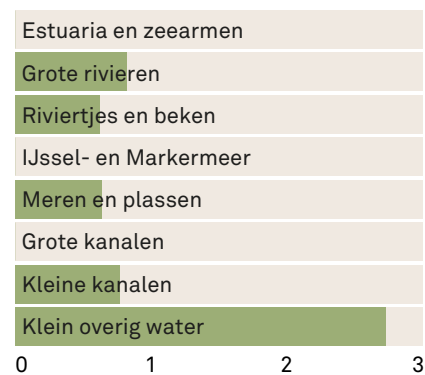 Estuaria en zeearmen
Grote rivieren
Riviertjes en beken
IJssel- en Markermeer
Meren en plassen
Grote kanalen
Kleine kanalen
Klein overig water
0 1 2 3